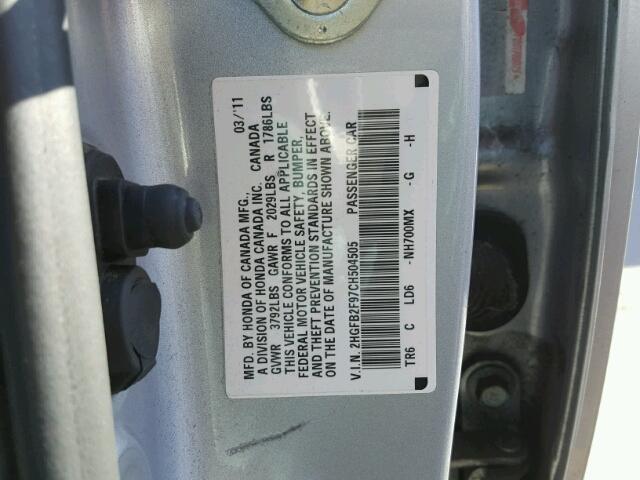 MFD. BY HONDA OF CANADA MFG., 03/'11
A DIVISION OF HONDA CANADA INC. CANADA
GVWR 3792LBS GAWR F 2029LBS R 1786LBS
THIS VEHICLE CONFORMS TO ALL APPLICABLE
FEDERAL MOTOR VEHICLE SAFETY, BUMPER,
AND THEFT PREVENTION STANDARDS IN EFFECT
ON THE DATE OF MANUFACTURE SHOWN ABOVE.
V.I.N. 2HGFB2F97CH504505 PASSENGER CAR
TR6 C LD6 -NH700MX -G -H